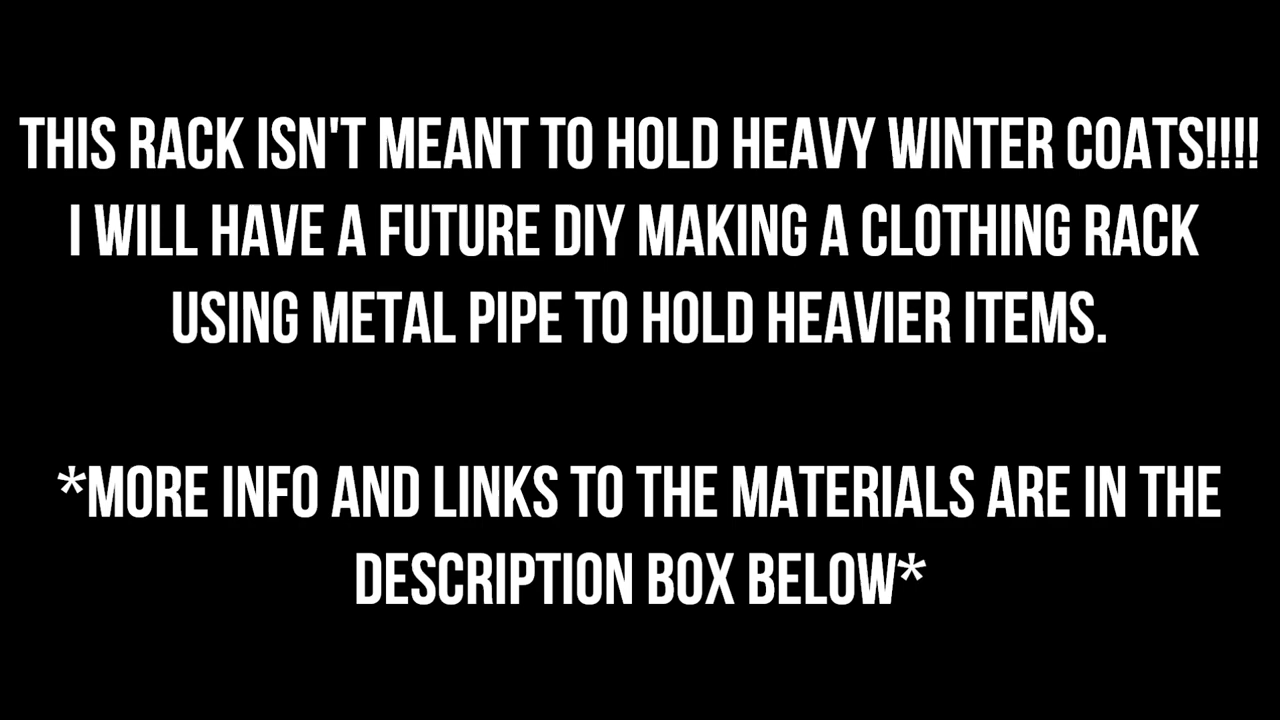 THIS RACK ISN'T MEANT TO HOLD HEAVY WINTER COATS!!!!
I WILL HAVE A FUTURE DIY MAKING A CLOTHING RACK
USING METAL PIPE TO HOLD HEAVIER ITEMS.
*MORE INFO AND LINKS TO THE MATERIALS ARE IN THE
DESCRIPTION BOX BELOW*